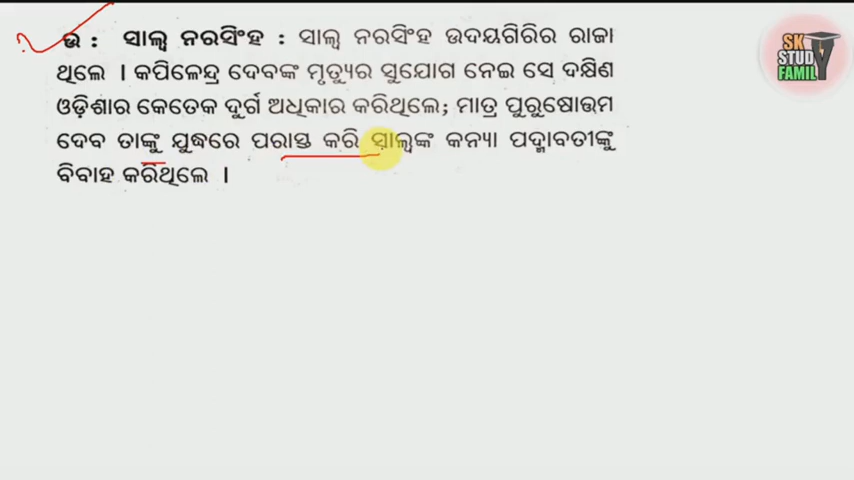 ଉ : ସାଲ୍ୱ ନରସିଂହ : ସାଲ୍ୱ ନରସିଂହ ଉଦୟଗିରିର ରାଜା
ଥିଲେ । କପିଳେନ୍ଦ୍ର ଦେବଙ୍କ ମୃତ୍ୟୁର ସୁଯୋଗ ନେଇ ସେ ଦକ୍ଷିଣ
ଓଡ଼ିଶାର କେତେକ ଦୁର୍ଗ ଅଧିକାର କରିଥିଲେ; ମାତ୍ର ପୁରୁଷୋତ୍ତମ
ଦେବ ତାଙ୍କୁ ଯୁଦ୍ଧରେ ପରାସ୍ତ କରି ସାଲ୍ୱଙ୍କ କନ୍ୟା ପଦ୍ମାବତୀଙ୍କୁ
ବିବାହ କରିଥିଲେ ।
SK
STUDY
FAMILY